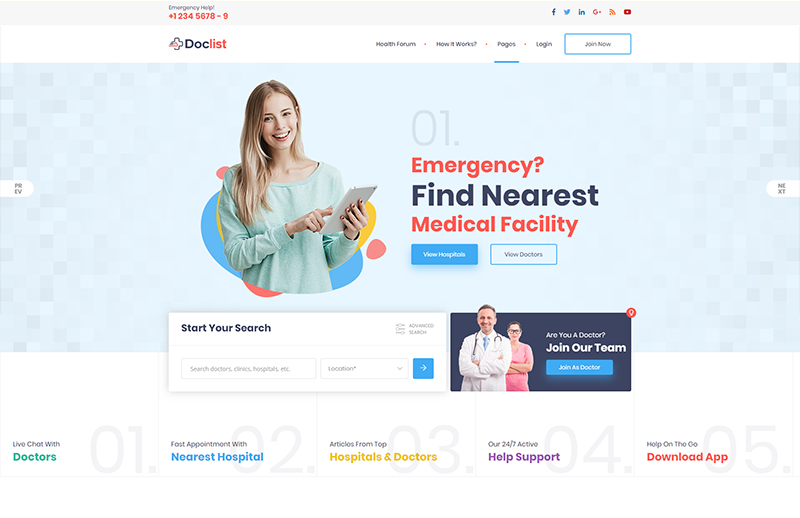 Emergency Help!
+1 234 5678 - 9
Doclist
Health Forum
How It Works?
Pages
Login
Join Now
PR
EV
NE
XT
01.
Emergency?
Find Nearest
Medical Facility
View Hospitals
View Doctors
Start Your Search
ADVANCED
SEARCH
Search doctors, clinics, hospitals, etc.
Location*
Are You A Doctor?
Join Our Team
Join As Doctor
01.
Live Chat With
Doctors
02.
Fast Appointment With
Nearest Hospital
03.
Articles From Top
Hospitals & Doctors
04.
Our 24/7 Active
Help Support
05.
Help On The Go
Download App